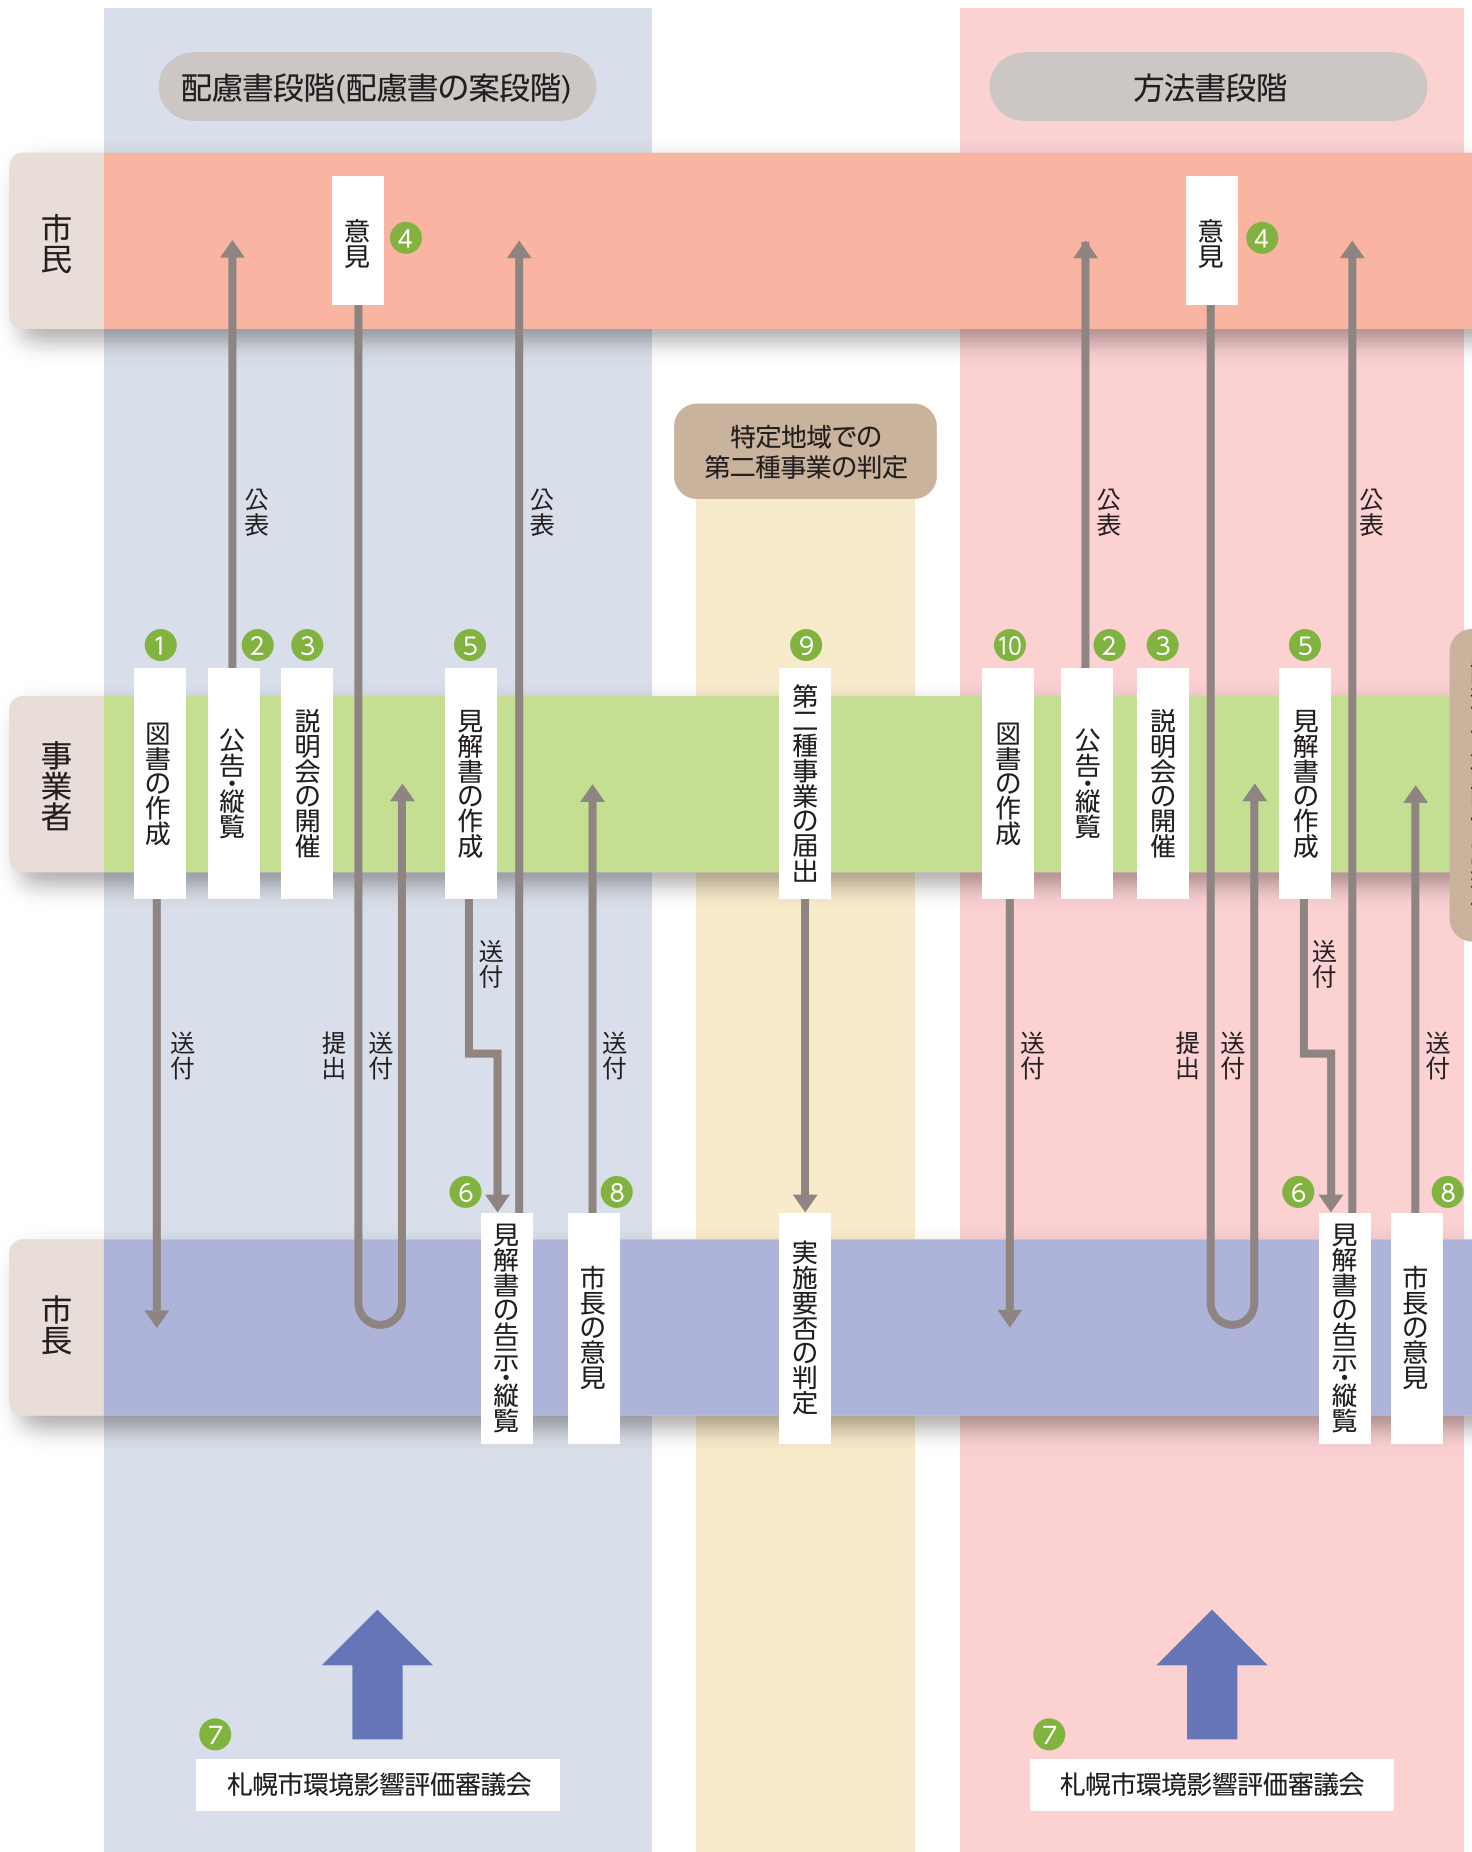 配慮書段階(配慮書の案段階)
方法書段階
市民
意見
4
意見
4
特定地域での
第二種事業の判定
公表
公表
公表
公表
1
2
3
5
9
10
2
3
5
事業者
図書の作成
公告・縦覧
説明会の開催
見解書の作成
第二種事業の届出
図書の作成
公告・縦覧
説明会の開催
見解書の作成
送付
送付
送付
提出
送付
送付
送付
提出
送付
送付
6
8
6
8
市長
見解書の告示・縦覧
市長の意見
実施要否の判定
見解書の告示・縦覧
市長の意見
7
札幌市環境影響評価審議会
7
札幌市環境影響評価審議会